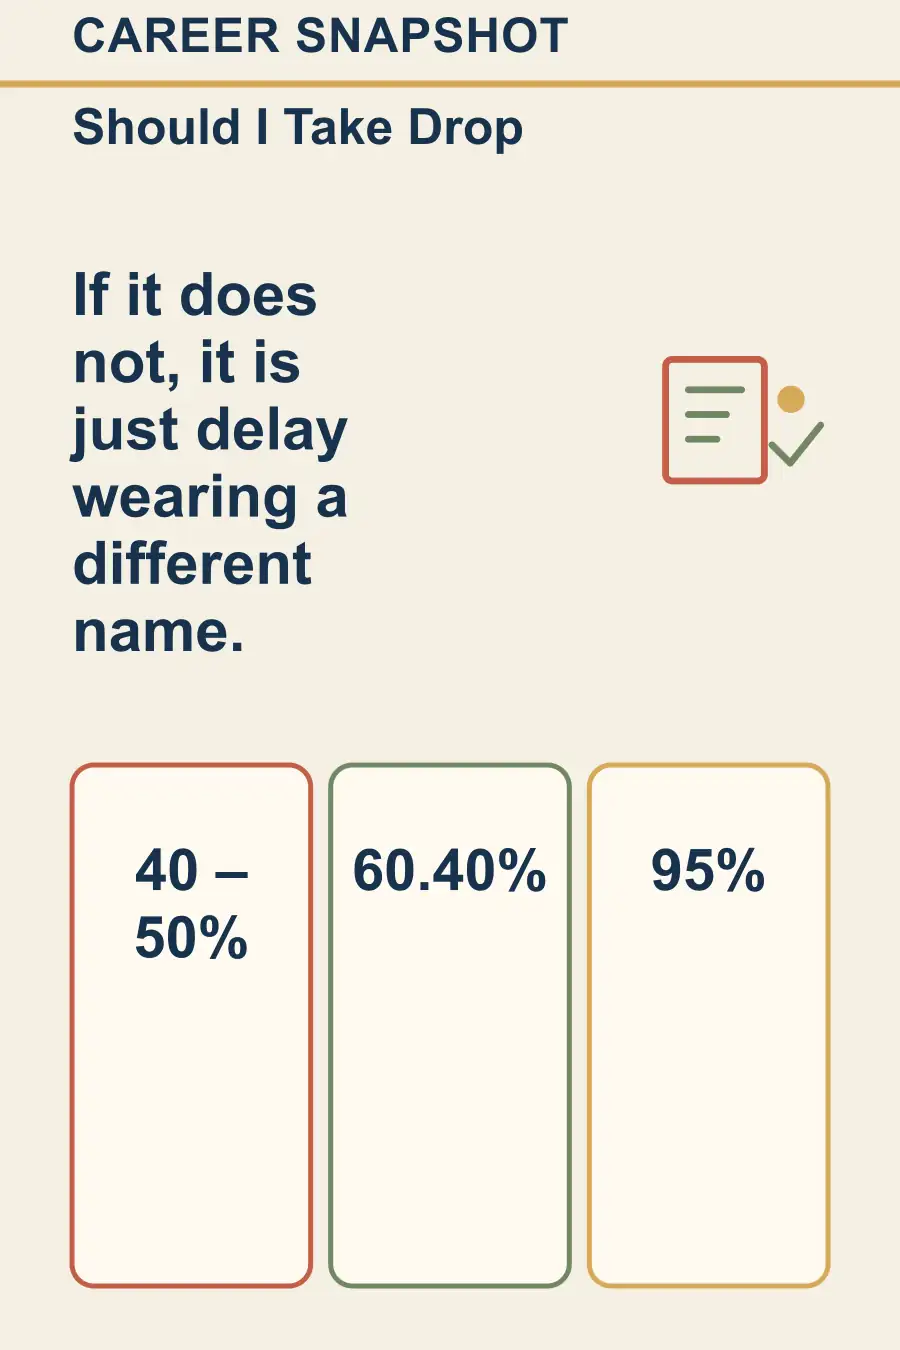 CAREER SNAPSHOT
Should I Take Drop
If it does
not, it is
just delay
wearing a
different
name.
40 –
50%
60.40%
95%